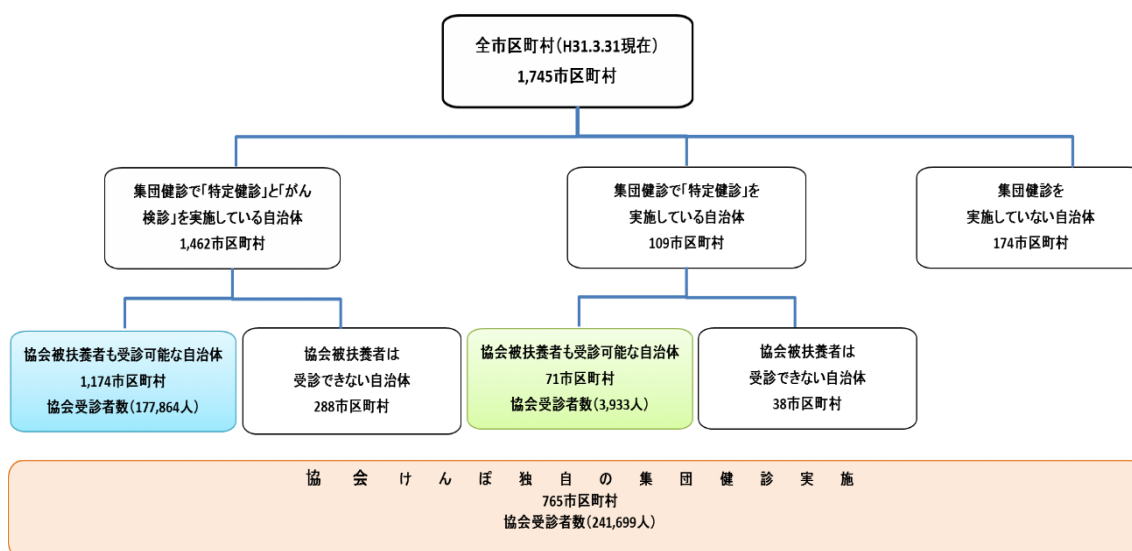 全市区町村(H31.3.31現在)
1,745市区町村
集団健診で「特定健診」と「がん
検診」を実施している自治体
1,462市区町村
集団健診で「特定健診」を
実施している自治体
109市区町村
集団健診を
実施していない自治体
174市区町村
協会被扶養者も受診可能な自治体
1,174市区町村
協会受診者数(177,864人)
協会被扶養者は
受診できない自治体
288市区町村
協会被扶養者も受診可能な自治体
71市区町村
協会受診者数(3,933人)
協会被扶養者は
受診できない自治体
38市区町村
協会けんぽ独自の集団健診実施
765市区町村
協会受診者数(241,699人)